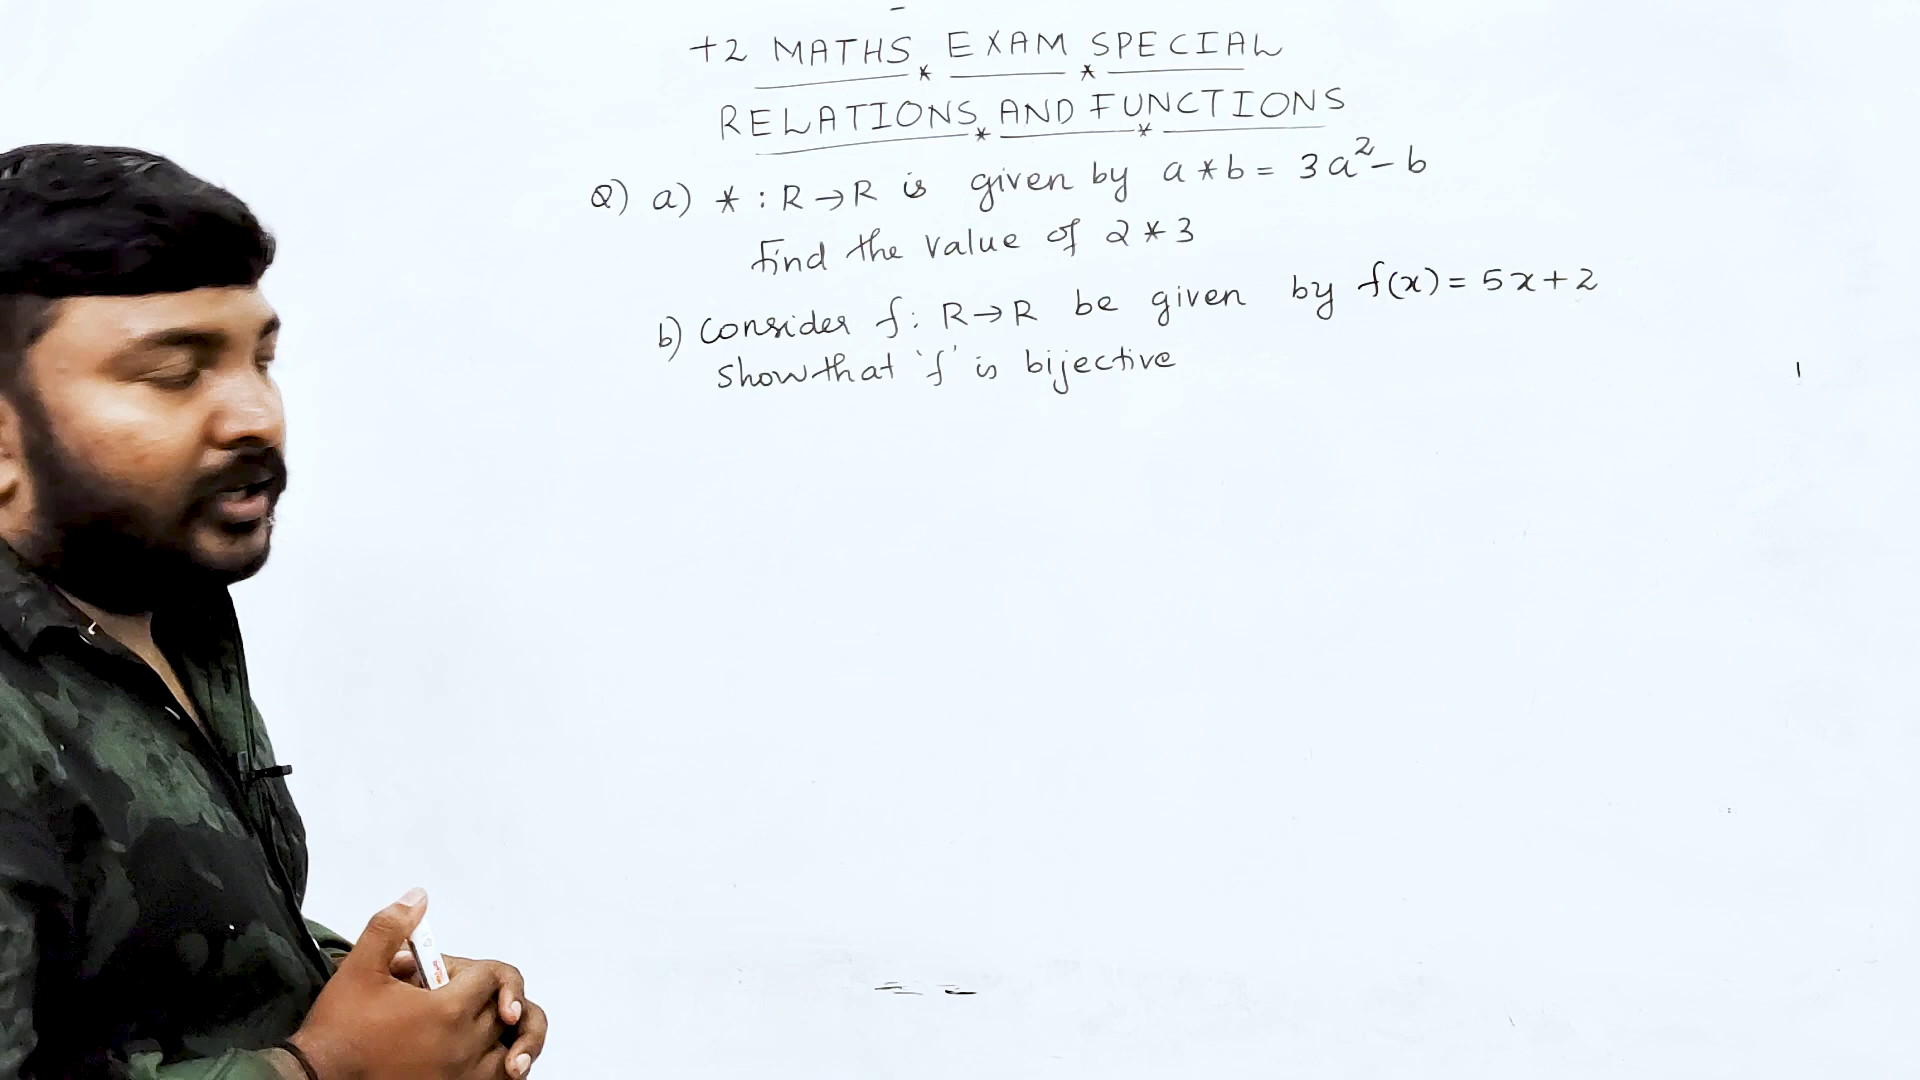 +2 MATHS * EXAM * SPECIAL
RELATIONS * AND * FUNCTIONS
Q) a) * : R→R is given by a * b = 3a² - b
Find the value of 2 * 3
b) Consider f : R→R be given by f(x) = 5x+2
Show that 'f' is bijective